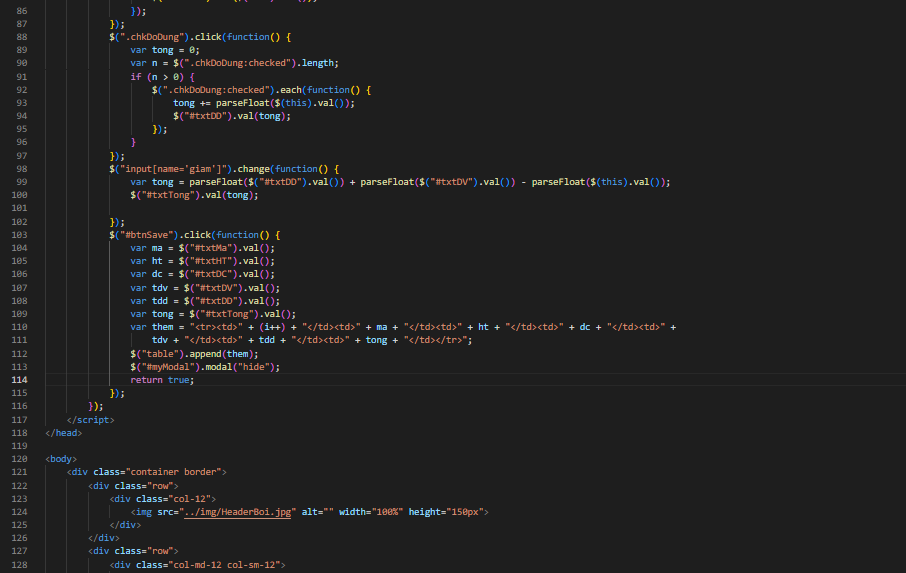 86 });
87 });
88 $(".chkDoDung").click(function() {
89 var tong = 0;
90 var n = $(".chkDoDung:checked").length;
91 if (n > 0) {
92 $(".chkDoDung:checked").each(function() {
93 tong += parseFloat($(this).val());
94 $("#txtDD").val(tong);
95 });
96 }
97 });
98 $("input[name='giam']").change(function() {
99 var tong = parseFloat($("#txtDD").val()) + parseFloat($("#txtDV").val()) - parseFloat($(this).val());
100 $("#txtTong").val(tong);
101
102 });
103 $("#btnSave").click(function() {
104 var ma = $("#txtMa").val();
105 var ht = $("#txtHT").val();
106 var dc = $("#txtDC").val();
107 var tdv = $("#txtDV").val();
108 var tdd = $("#txtDD").val();
109 var tong = $("#txtTong").val();
110 var them = "<tr><td>" + (i++) + "</td><td>" + ma + "</td><td>" + ht + "</td><td>" + dc + "</td><td>" +
111 tdv + "</td><td>" + tdd + "</td><td>" + tong + "</td></tr>";
112 $("table").append(them);
113 $("#myModal").modal("hide");
114 return true;
115 });
116 });
117 </script>
118 </head>
119
120 <body>
121 <div class="container border">
122 <div class="row">
123 <div class="col-12">
124 <img src="../img/HeaderBoi.jpg" alt="" width="100%" height="150px">
125 </div>
126 </div>
127 <div class="row">
128 <div class="col-md-12 col-sm-12">